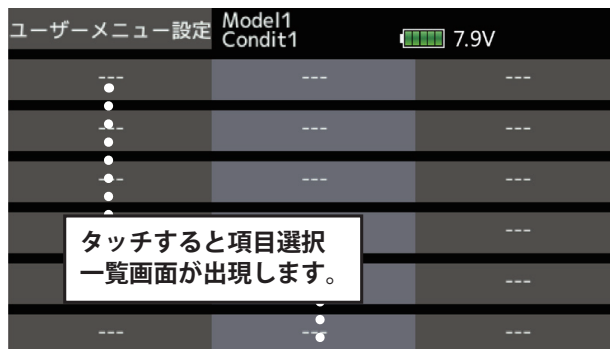 ユーザーメニュー設定 Model1
Condit1 7.9V
--- --- ---
--- --- ---
--- --- ---
---
タッチすると項目選択
一覧画面が出現します。
---
--- --- ---